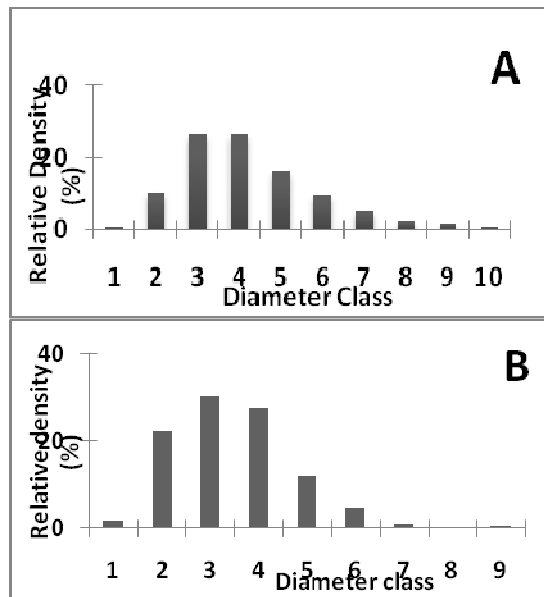 A
Relative Density
(%)
40
20
0
1 2 3 4 5 6 7 8 9 10
Diameter Class
B
Relative density
(%)
40
20
0
1 2 3 4 5 6 7 8 9
Diameter class